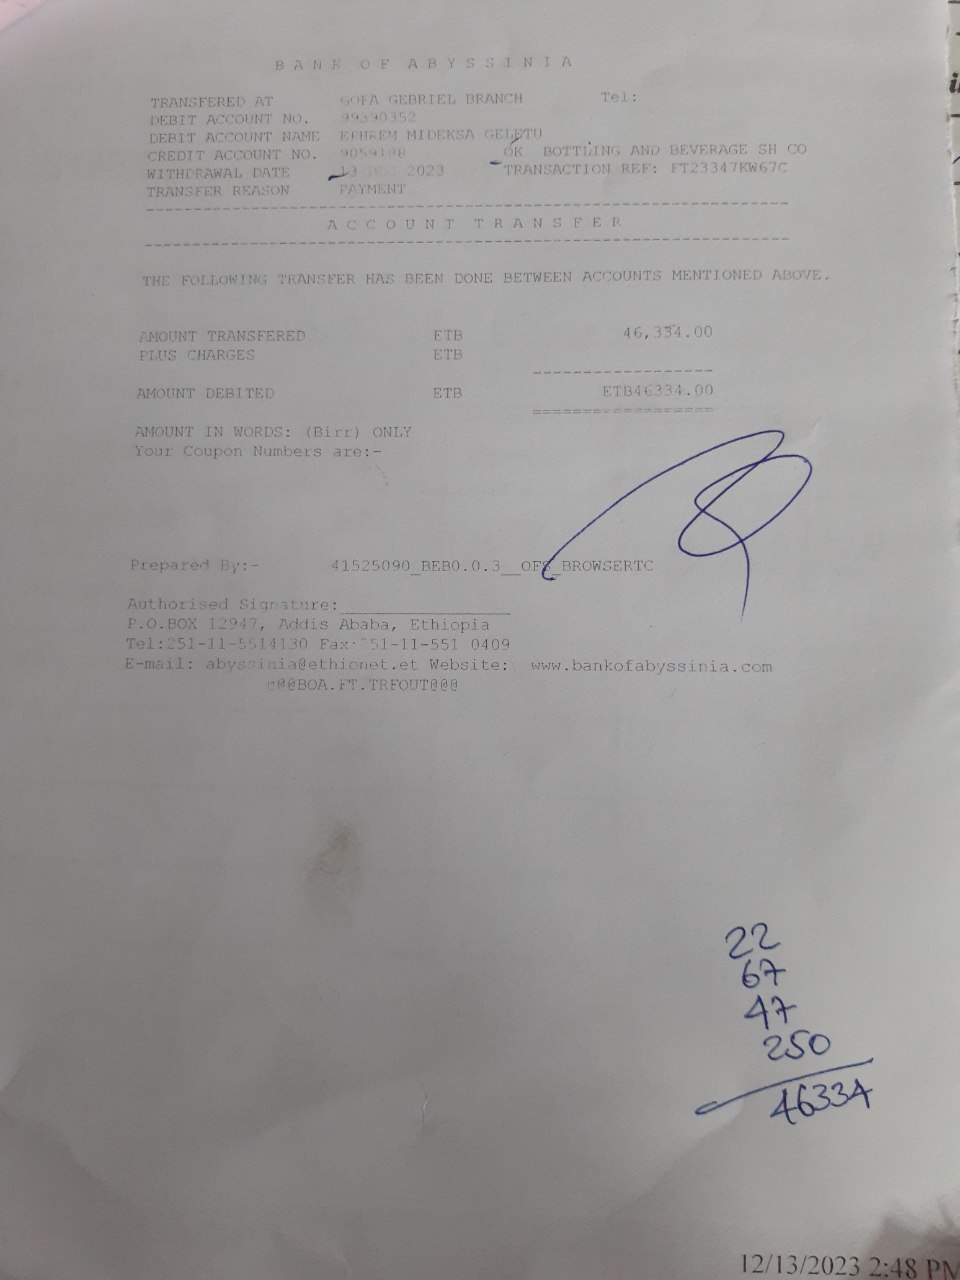 BANK OF ABYSSINIA
TRANSFERED AT GOFA GEBRIEL BRANCH Tel:
DEBIT ACCOUNT NO. 99390352
DEBIT ACCOUNT NAME EFHREM MIDEKSA GELETU
CREDIT ACCOUNT NO. OK BOTTLING AND BEVERAGE SH CO
WITHDRAWAL DATE 13 2023 TRANSACTION REF: FT23347KW67C
TRANSFER REASON PAYMENT
ACCOUNT TRANSFER
THE FOLLOWING TRANSFER HAS BEEN DONE BETWEEN ACCOUNTS MENTIONED ABOVE.
AMOUNT TRANSFERED ETB 46,334.00
PLUS CHARGES ETB
AMOUNT DEBITED ETB ETB46334.00
AMOUNT IN WORDS: (Birr) ONLY
Your Coupon Numbers are:-
Prepared By:- 41525090_BEB0.0.3__OFS_BROWSERTC
Authorised Signature:
P.O.BOX 12947, Addis Ababa, Ethiopia
Tel:251-11-5514130 Fax: 251-11-551 0409
E-mail: abyssinia@ethionet.et Website: www.bankofabyssinia.com
@@@BOA.FT.TRFOUT@@@
22
67
47
250
46334
12/13/2023 2:48 PM